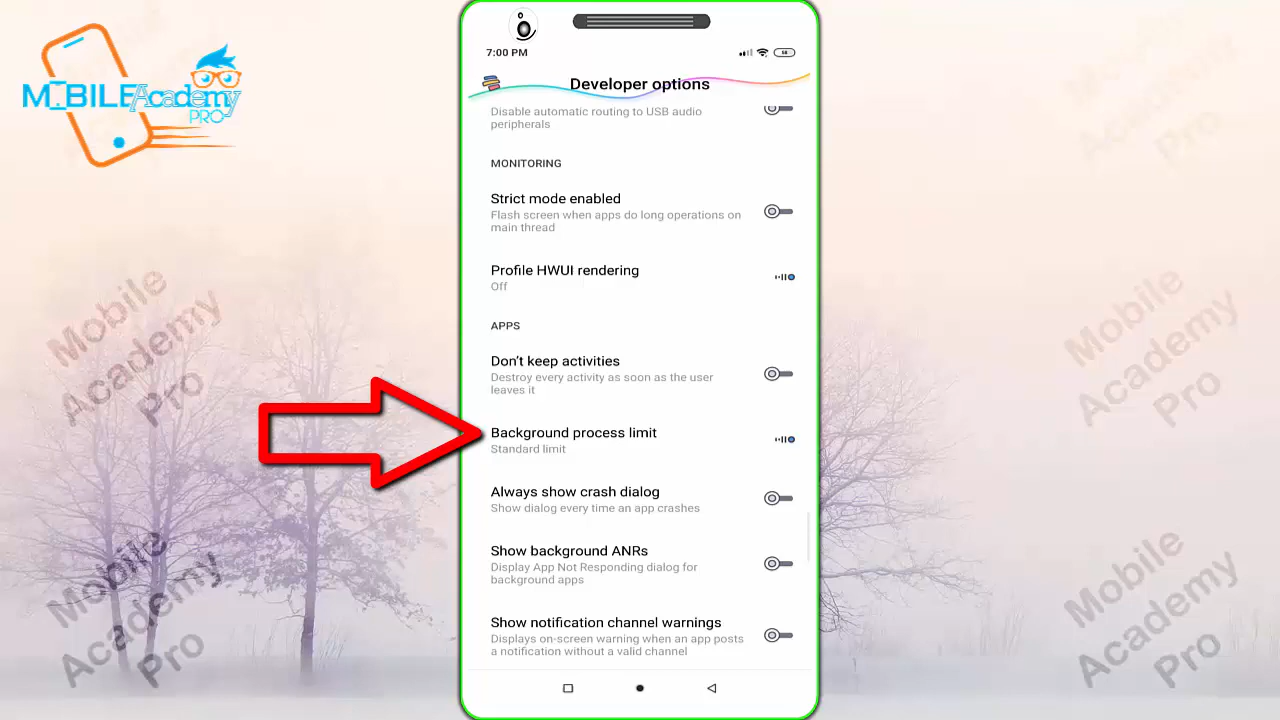 MOBILE Academy
PRO
7:00 PM
58
Developer options
Disable automatic routing to USB audio
peripherals
MONITORING
Strict mode enabled
Flash screen when apps do long operations on
main thread
Profile HWUI rendering
Off
APPS
Don't keep activities
Destroy every activity as soon as the user
leaves it
Background process limit
Standard limit
Always show crash dialog
Show dialog every time an app crashes
Show background ANRs
Display App Not Responding dialog for
background apps
Show notification channel warnings
Displays on-screen warning when an app posts
a notification without a valid channel
Mobile
Academy
Pro
Mobile
Academy
Pro
Mobile
Academy
Pro
Mobile
Academy
Pro
Academy
Pro